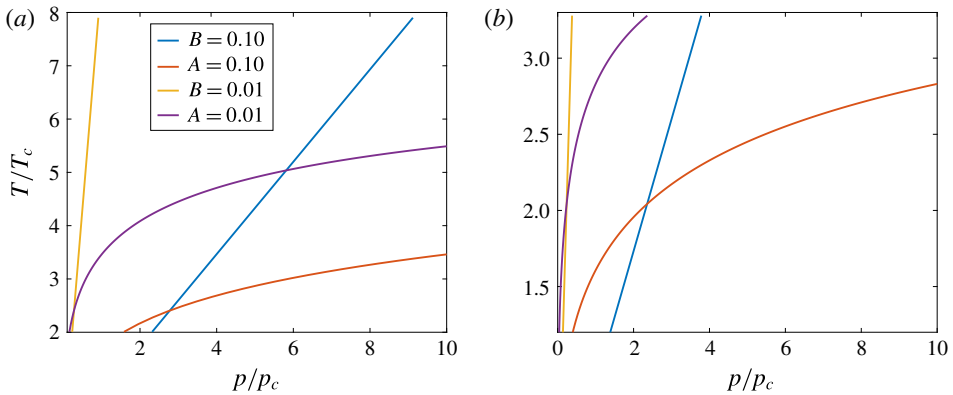 (a)
8
7
6
5
4
3
2
T/T_c
B = 0.10
A = 0.10
B = 0.01
A = 0.01
2 4 6 8 10
p/p_c
(b)
3.0
2.5
2.0
1.5
0 2 4 6 8 10
p/p_c